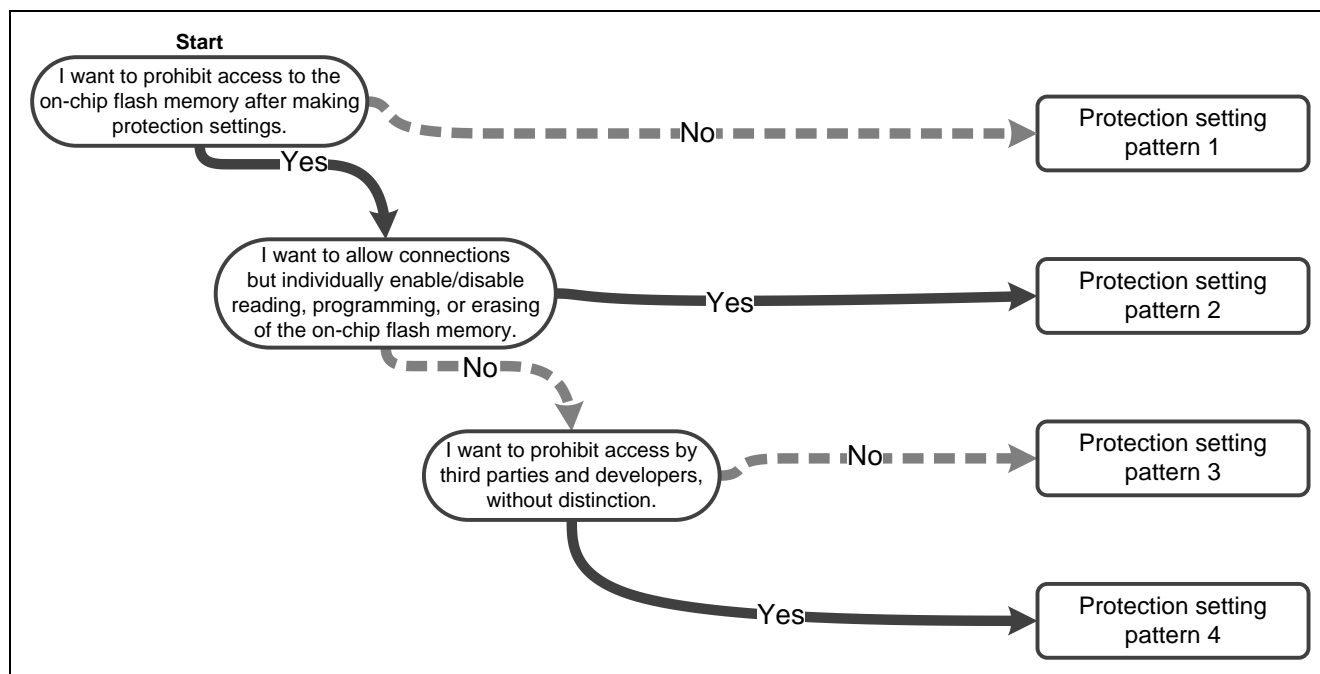 Start
I want to prohibit access to the
on-chip flash memory after making
protection settings.
No
Protection setting
pattern 1
Yes
I want to allow connections
but individually enable/disable
reading, programming, or erasing
of the on-chip flash memory.
Yes
Protection setting
pattern 2
No
I want to prohibit access by
third parties and developers,
without distinction.
No
Protection setting
pattern 3
Yes
Protection setting
pattern 4